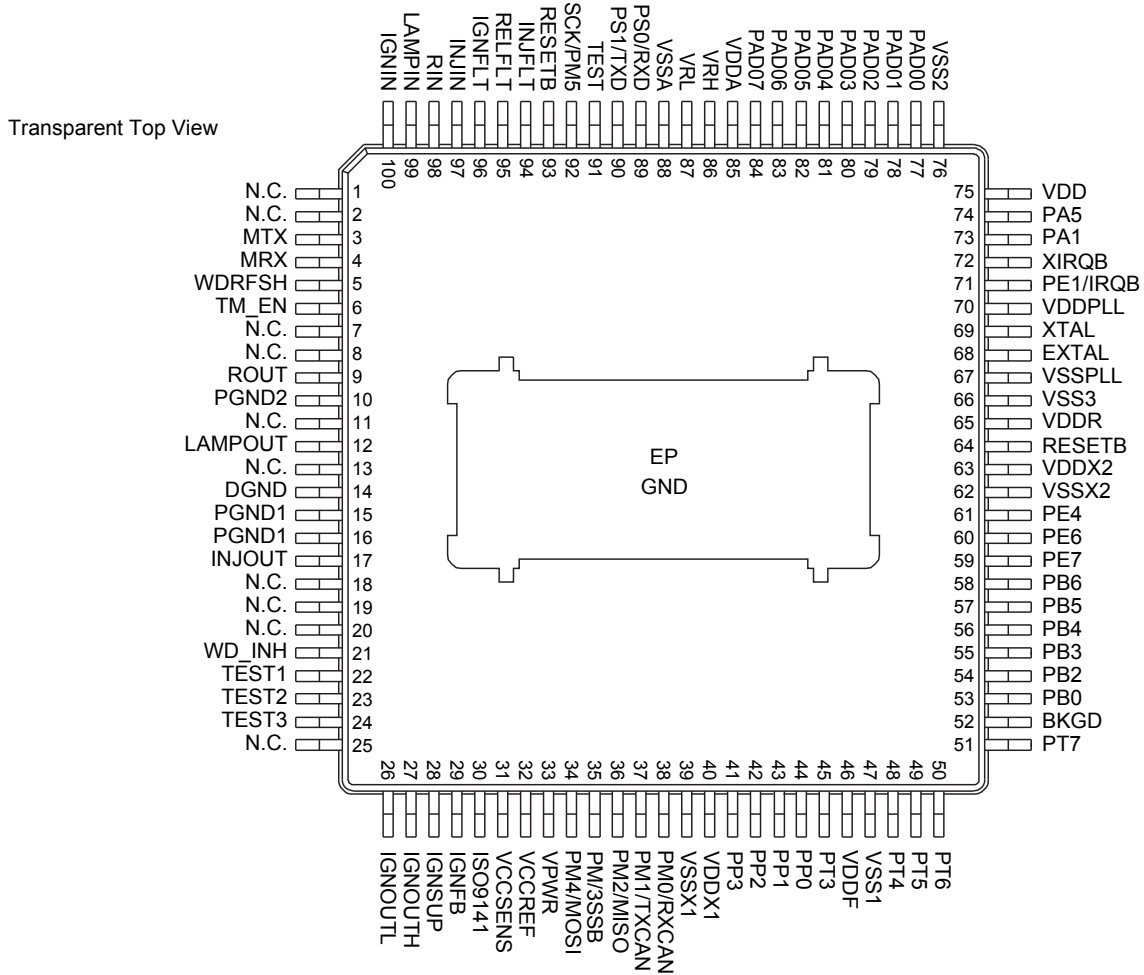 IGNIN
LAMPIN
RIN
INJIN
IGNFLT
RELFLT
INJFLT
RESETB
SCK/PM5
TEST
PS1/TXD
PS0/RXD
VSSA
VRL
VRH
VDDA
PAD07
PAD06
PAD05
PAD04
PAD03
PAD02
PAD01
PAD00
VSS2
Transparent Top View
100
99
98
97
96
95
94
93
92
91
90
89
88
87
86
85
84
83
82
81
80
79
78
77
76
N.C. 1
N.C. 2
MTX 3
MRX 4
WDRFSH 5
TM_EN 6
N.C. 7
N.C. 8
ROUT 9
PGND2 10
N.C. 11
LAMPOUT 12
N.C. 13
DGND 14
PGND1 15
PGND1 16
INJOUT 17
N.C. 18
N.C. 19
N.C. 20
WD_INH 21
TEST1 22
TEST2 23
TEST3 24
N.C. 25
EP
GND
75 VDD
74 PA5
73 PA1
72 XIRQB
71 PE1/IRQB
70 VDDPLL
69 XTAL
68 EXTAL
67 VSSPLL
66 VSS3
65 VDDR
64 RESETB
63 VDDX2
62 VSSX2
61 PE4
60 PE6
59 PE7
58 PB6
57 PB5
56 PB4
55 PB3
54 PB2
53 PB0
52 BKGD
51 PT7
26
27
28
29
30
31
32
33
34
35
36
37
38
39
40
41
42
43
44
45
46
47
48
49
50
IGNOUTL
IGNOUTH
IGNSUP
IGNFB
ISO9141
VCCSENS
VCCREF
VPWR
PM4/MOSI
PM/3SSB
PM2/MISO
PM1/TXCAN
PM0/RXCAN
VSSX1
VDDX1
PP3
PP2
PP1
PP0
PT3
VDDF
VSS1
PT4
PT5
PT6